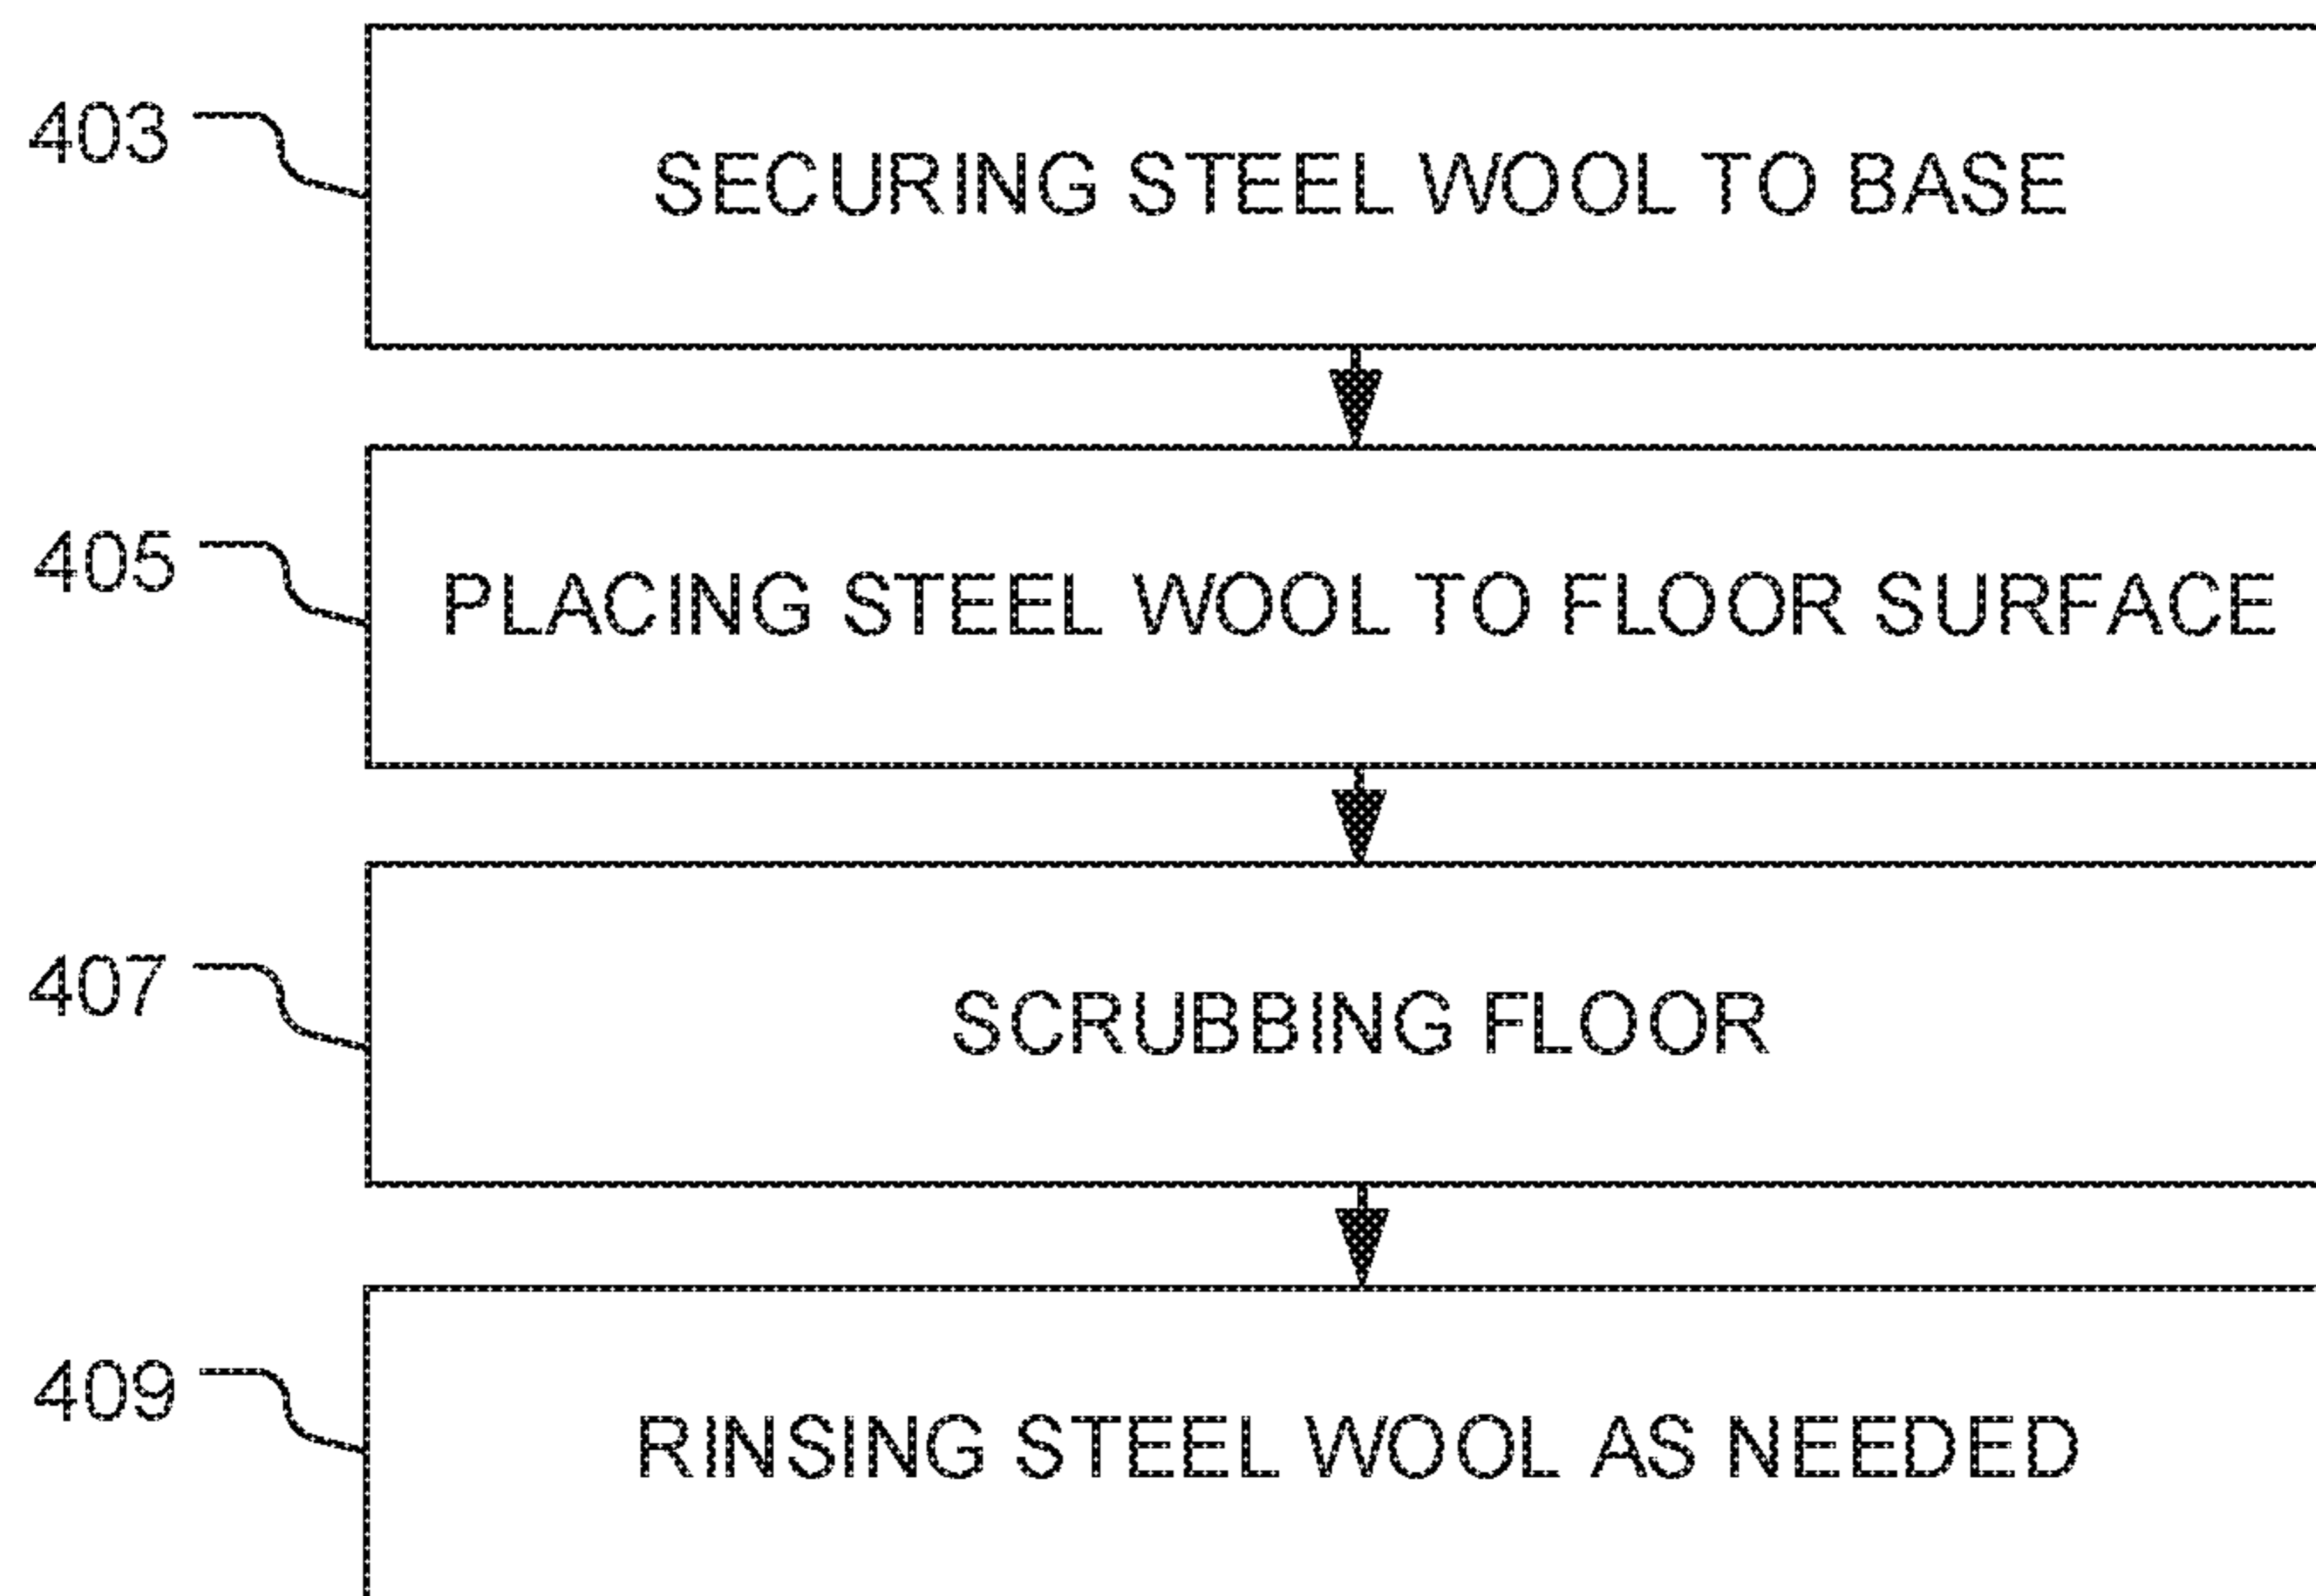 403
SECURING STEEL WOOL TO BASE
405
PLACING STEEL WOOL TO FLOOR SURFACE
407
SCRUBBING FLOOR
409
RINSING STEEL WOOL AS NEEDED